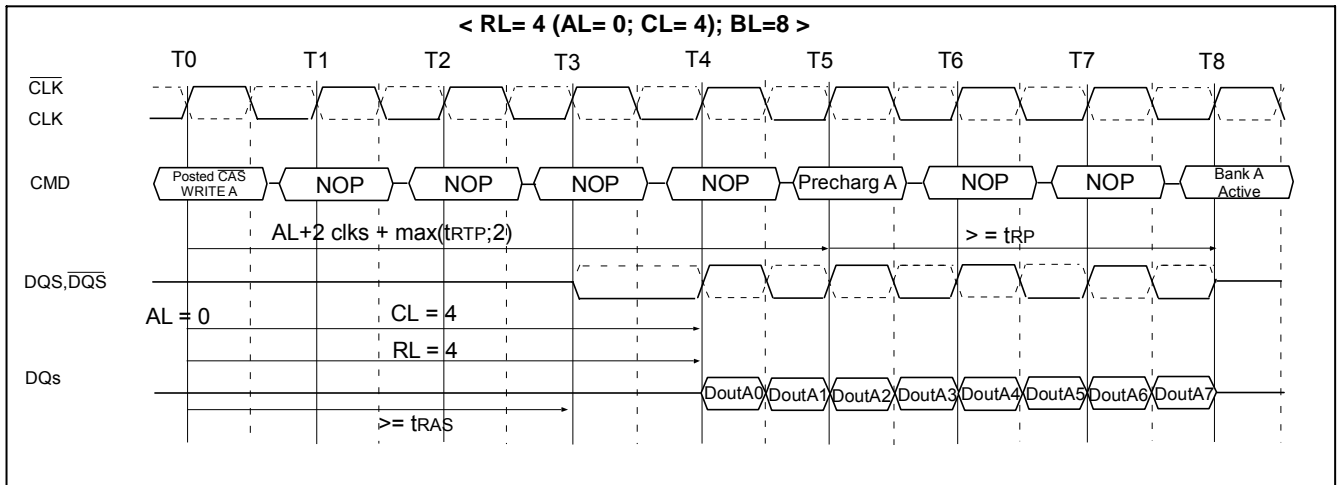 < RL= 4 (AL= 0; CL= 4); BL=8 >
T0 T1 T2 T3 T4 T5 T6 T7 T8
CLK
CLK
CMD
Posted CAS
WRITE A
NOP NOP NOP NOP Precharg A NOP NOP
Bank A
Active
AL+2 clks + max(tRTP;2) > = tRP
DQS,DQS
AL = 0 CL = 4
RL = 4
DQs
DoutA0 DoutA1 DoutA2 DoutA3 DoutA4 DoutA5 DoutA6 DoutA7
>= tRAS